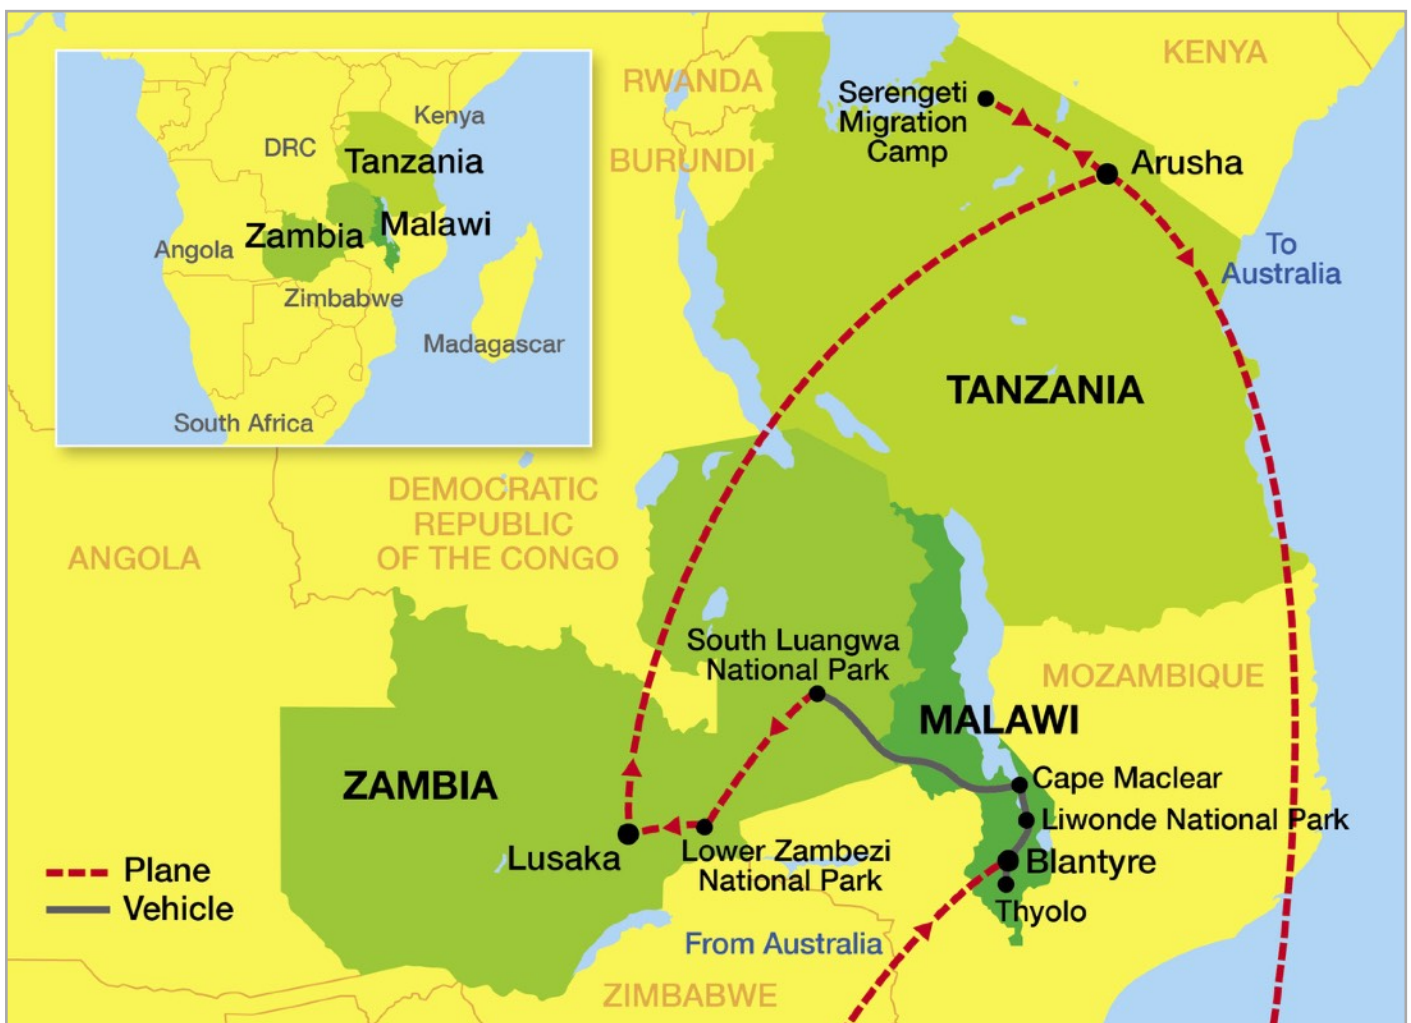 Kenya
DRC
Tanzania
Malawi
Zambia
Angola
Zimbabwe
Madagascar
South Africa
RWANDA
BURUNDI
KENYA
Serengeti
Migration
Camp
Arusha
To
Australia
TANZANIA
DEMOCRATIC
REPUBLIC
OF THE CONGO
ANGOLA
South Luangwa
National Park
MOZAMBIQUE
MALAWI
ZAMBIA
Cape Maclear
Liwonde National Park
Lusaka
Lower Zambezi
National Park
Blantyre
Thyolo
Plane
Vehicle
From Australia
ZIMBABWE